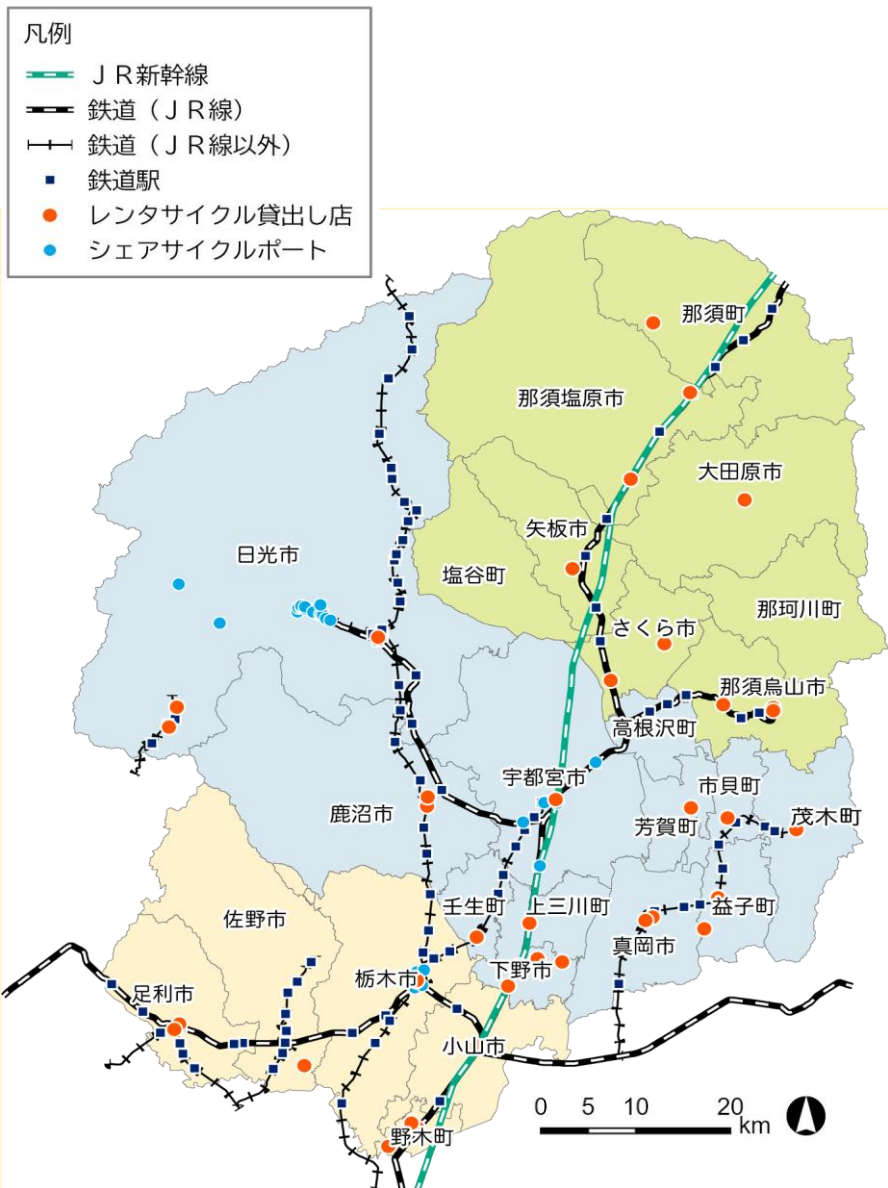 凡例
ＪＲ新幹線
鉄道（ＪＲ線）
鉄道（ＪＲ線以外）
鉄道駅
レンタサイクル貸出し店
シェアサイクルポート
那須町
那須塩原市
大田原市
矢板市
日光市
塩谷町
那珂川町
さくら市
那須烏山市
高根沢町
宇都宮市
市貝町
鹿沼市
芳賀町
茂木町
壬生町
上三川町
益子町
佐野市
真岡市
下野市
栃木市
足利市
小山市
0 5 10 20
km
野木町